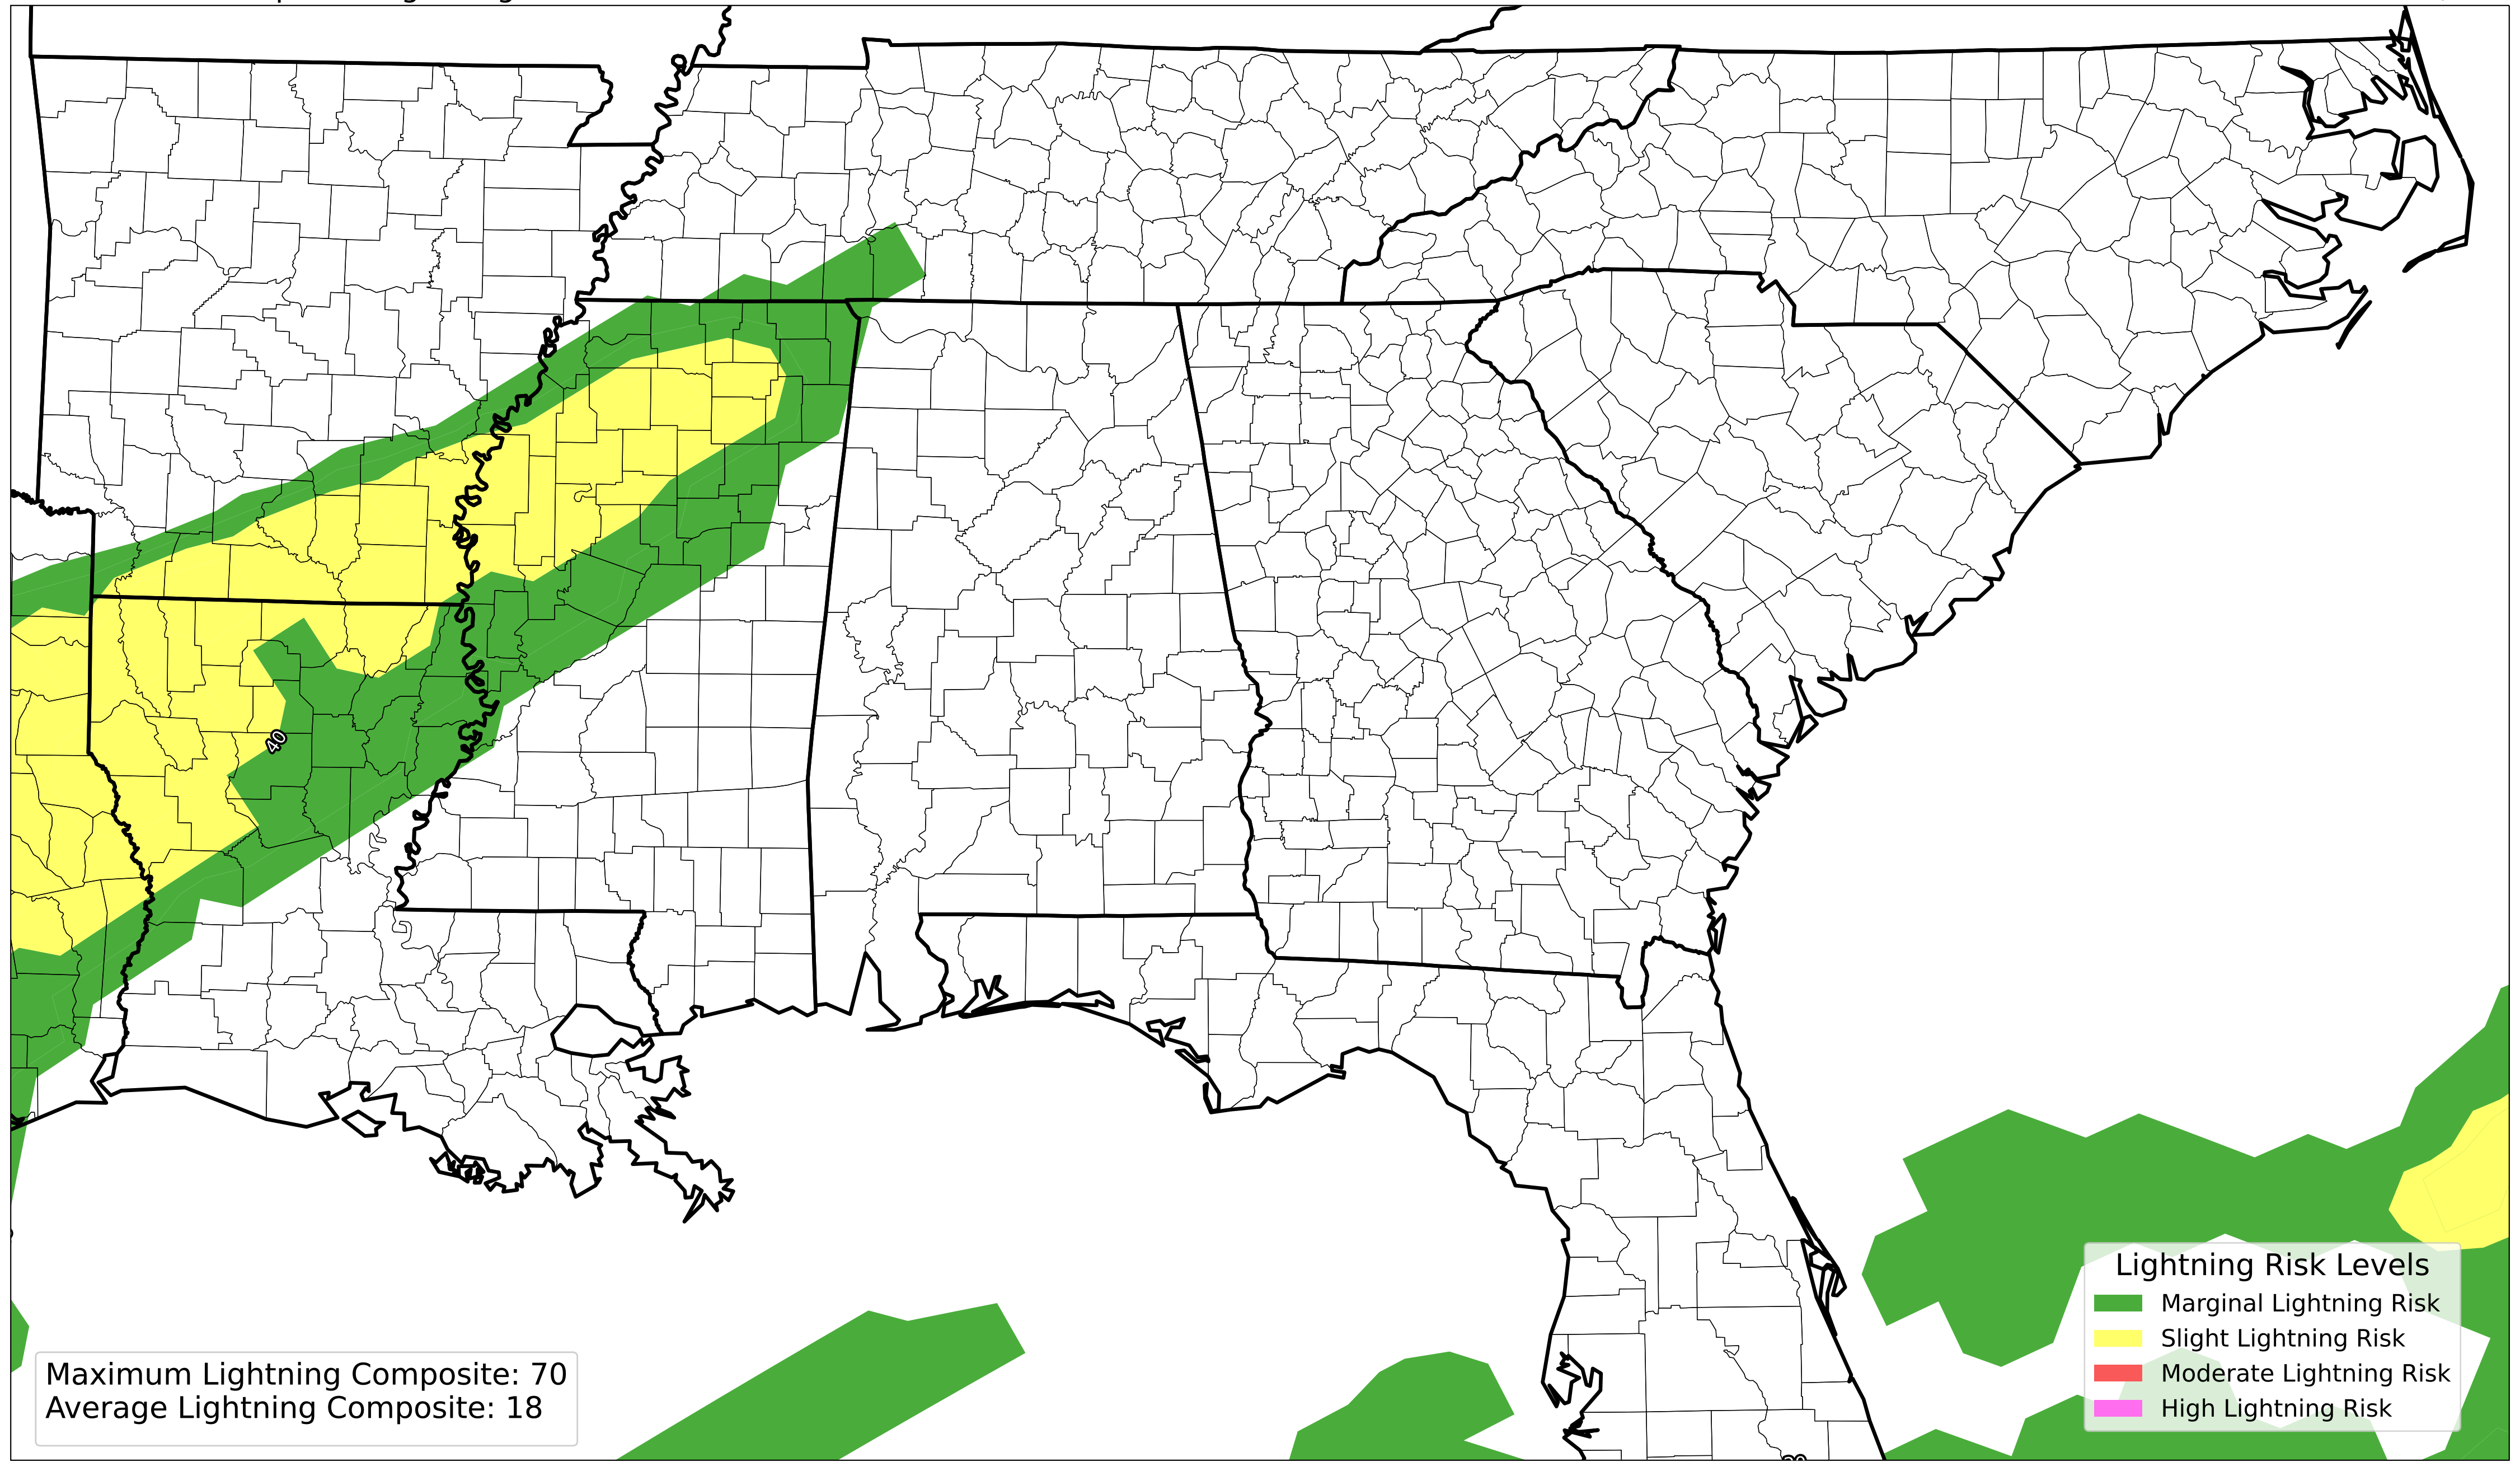 40
Lightning Risk Levels
Marginal Lightning Risk
Slight Lightning Risk
Moderate Lightning Risk
High Lightning Risk
Maximum Lightning Composite: 70
Average Lightning Composite: 18